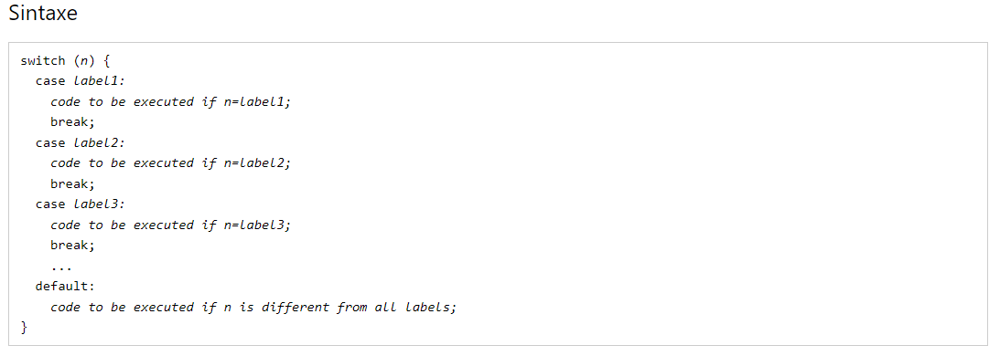 Sintaxe
switch (n) {
  case label1:
    code to be executed if n=label1;
    break;
  case label2:
    code to be executed if n=label2;
    break;
  case label3:
    code to be executed if n=label3;
    break;
    ...
  default:
    code to be executed if n is different from all labels;
}